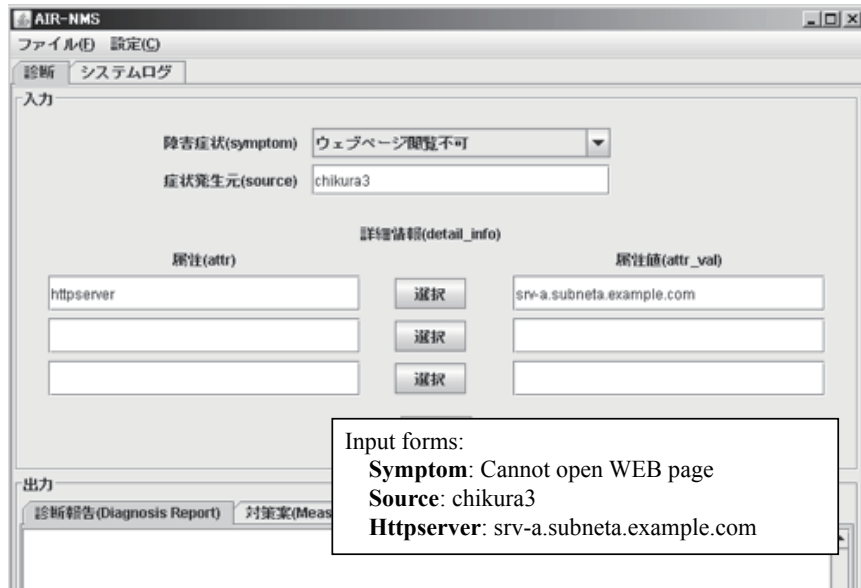 AIR-NMS
ファイル(F) 設定(C)
診断 システムログ
入力
障害症状(symptom) ウェブページ閲覧不可
症状発生元(source) chikura3
詳細情報(detail_info)
属性(attr) 属性値(attr_val)
httpserver 選択 srv-a.subneta.example.com
選択
選択
Input forms:
Symptom: Cannot open WEB page
Source: chikura3
Httpserver: srv-a.subneta.example.com
出力
診断報告(Diagnosis Report) 対策案(Meas